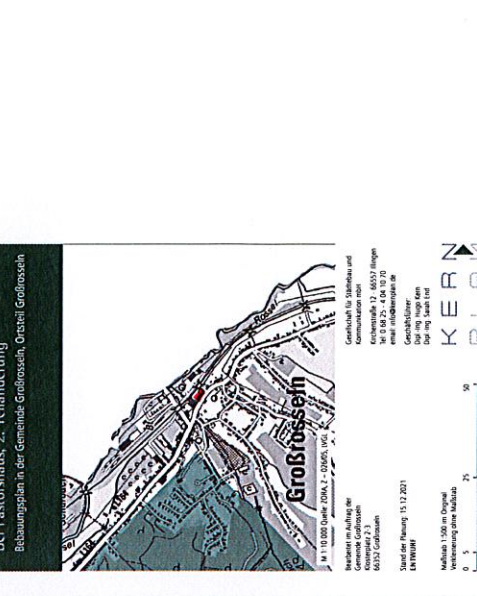 2. Teiländerung
Bebauungsplan in der Gemeinde Großrosseln, Ortsteil Großrosseln
Großrosseln
Rossel
M 1:10 000 Quelle: ZORA, Z – 026/05, LVGL
Bearbeitet im Auftrag der
Gemeinde Großrosseln
Klosterplatz 2-3
66352 Großrosseln
Stand der Planung: 15.12.2021
ENTWURF
Gesellschaft für Städtebau und
Kommunikation mbH
Kirchenstraße 12 · 66557 Illingen
Tel 0 68 25 - 4 04 10 70
email info@kernplan.de
Geschäftsführer:
Dipl.-Ing. Hugo Kern
Dipl.-Ing. Sarah End
Maßstab 1:500 im Original
Verkleinerung ohne Maßstab
0 5 25 50
KERN